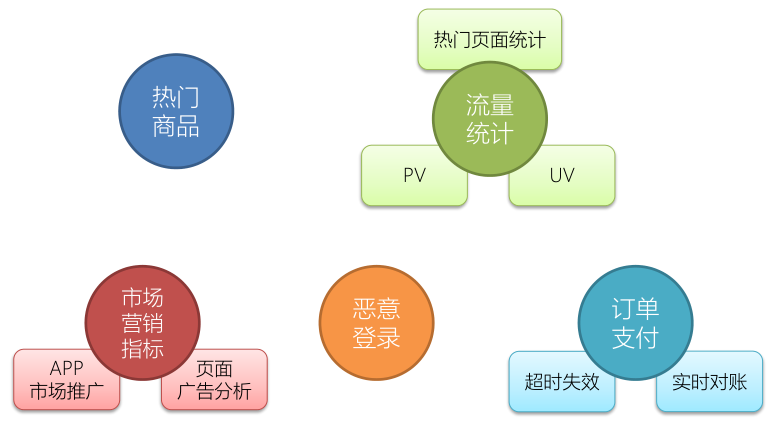 热门页面统计
热门
商品
流量
统计
PV
UV
市场
营销
指标
APP
市场推广
页面
广告分析
恶意
登录
订单
支付
超时失效
实时对账